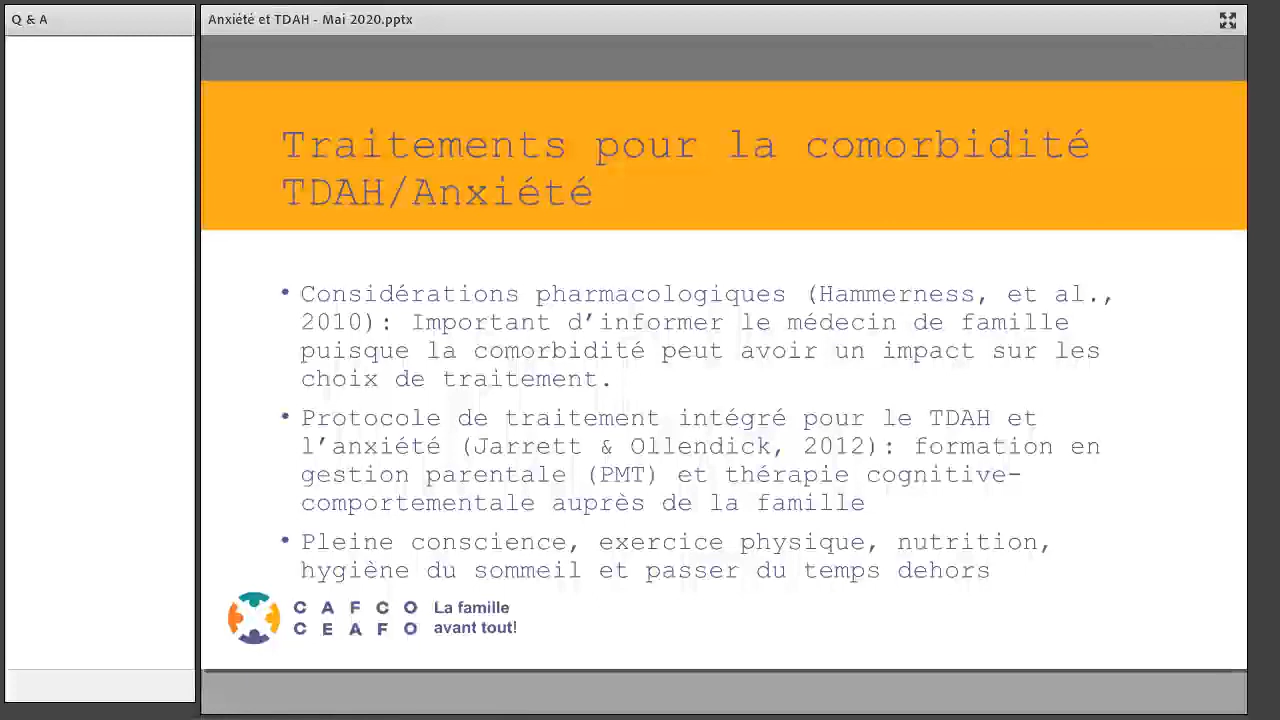 Q & A
Anxiété et TDAH - Mai 2020.pptx
Traitements pour la comorbidité
TDAH/Anxiété
• Considérations pharmacologiques (Hammerness, et al.,
2010): Important d’informer le médecin de famille
puisque la comorbidité peut avoir un impact sur les
choix de traitement.
• Protocole de traitement intégré pour le TDAH et
l’anxiété (Jarrett & Ollendick, 2012): formation en
gestion parentale (PMT) et thérapie cognitive-
comportementale auprès de la famille
• Pleine conscience, exercice physique, nutrition,
hygiène du sommeil et passer du temps dehors
CAFCO La famille
CEAFO avant tout!